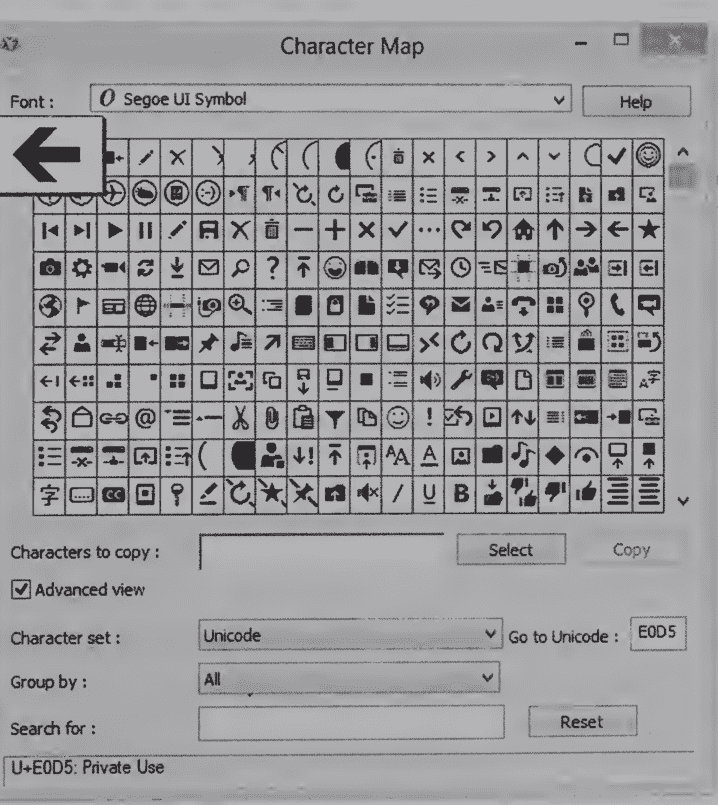 Character Map
Font :
O Segoe UI Symbol
Help
Characters to copy :
Select
Copy
Advanced view
Character set :
Unicode
Go to Unicode :
E0D5
Group by :
All
Search for :
Reset
U+E0D5: Private Use